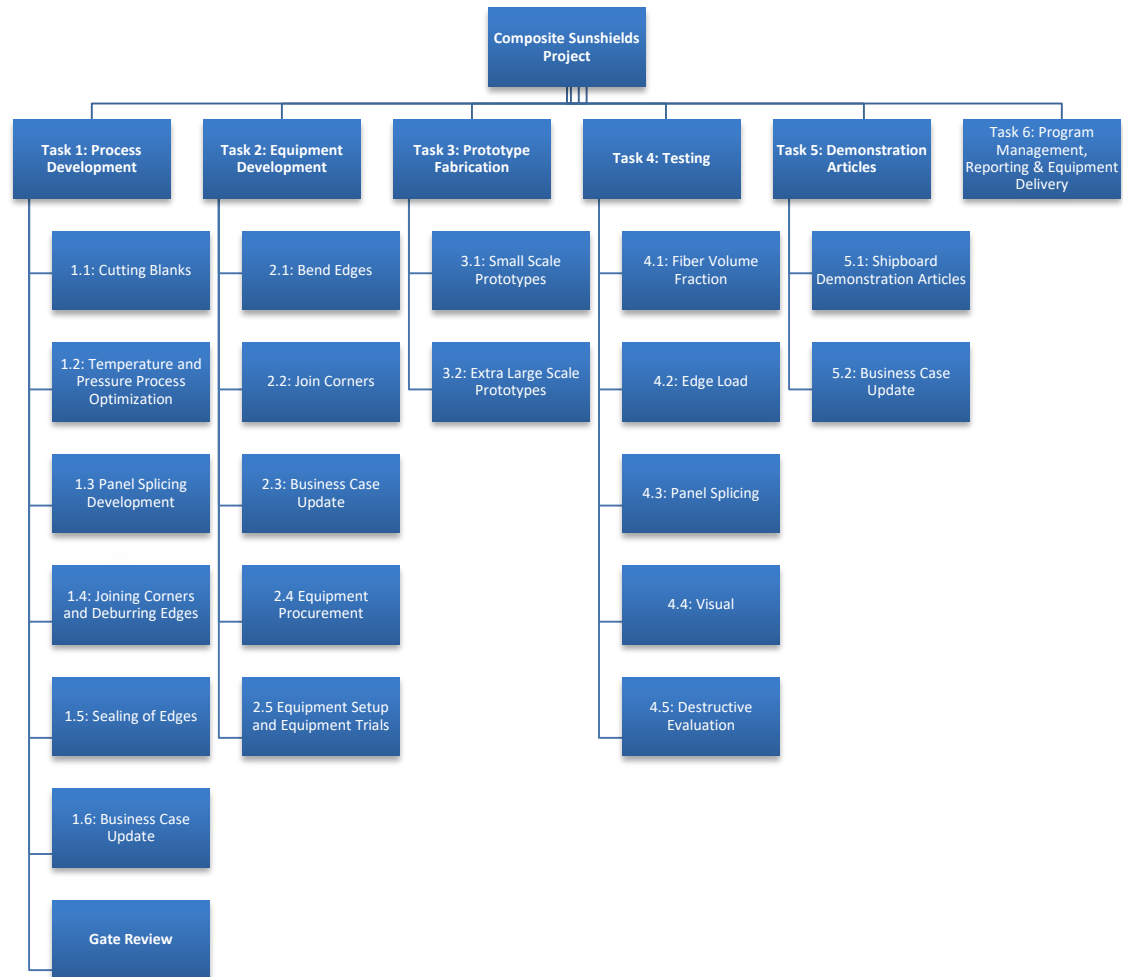 Composite Sunshields
Project
Task 1: Process
Development
Task 2: Equipment
Development
Task 3: Prototype
Fabrication
Task 4: Testing
Task 5: Demonstration
Articles
Task 6: Program
Management,
Reporting & Equipment
Delivery
1.1: Cutting Blanks
1.2: Temperature and
Pressure Process
Optimization
1.3 Panel Splicing
Development
1.4: Joining Corners
and Deburring Edges
1.5: Sealing of Edges
1.6: Business Case
Update
Gate Review
2.1: Bend Edges
2.2: Join Corners
2.3: Business Case
Update
2.4 Equipment
Procurement
2.5 Equipment Setup
and Equipment Trials
3.1: Small Scale
Prototypes
3.2: Extra Large Scale
Prototypes
4.1: Fiber Volume
Fraction
4.2: Edge Load
4.3: Panel Splicing
4.4: Visual
4.5: Destructive
Evaluation
5.1: Shipboard
Demonstration Articles
5.2: Business Case
Update